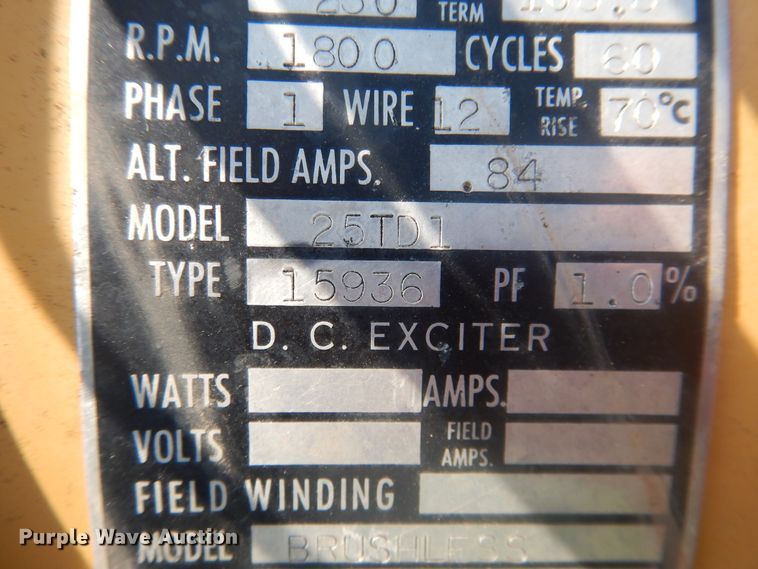 TERM
R.P.M. 1800 CYCLES 60
PHASE 1 WIRE 12 TEMP. RISE 70°C
ALT. FIELD AMPS. .84
MODEL 25TD1
TYPE 15936 PF 1.0 %
D. C. EXCITER
WATTS AMPS.
VOLTS FIELD AMPS.
FIELD WINDING
MODEL BRUSHLESS
Purple Wave Auction